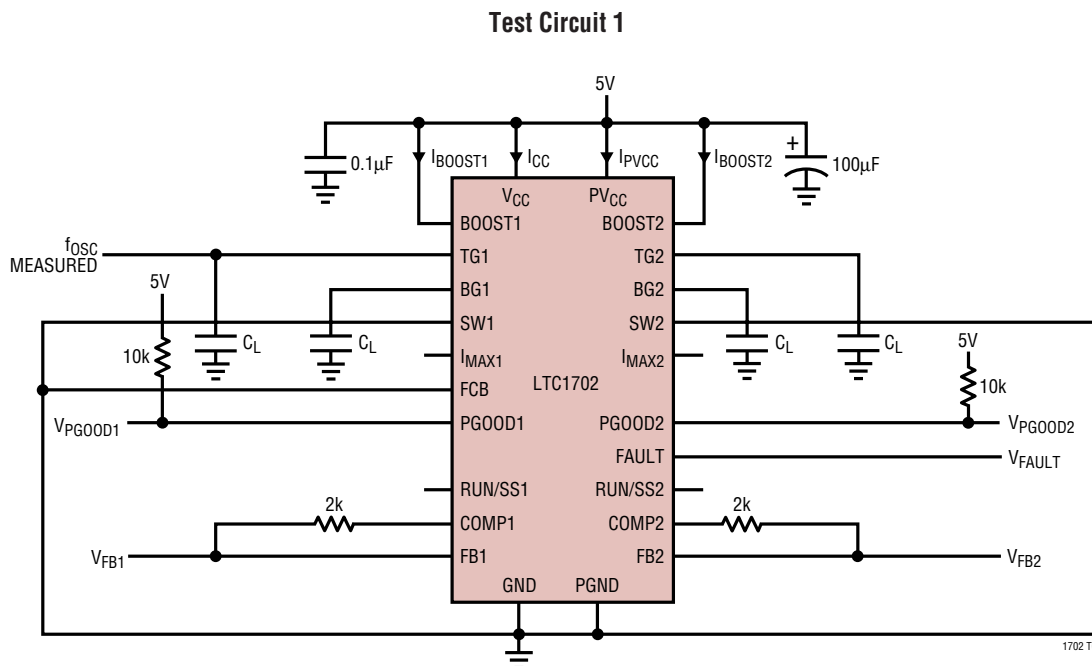 Test Circuit 1
5V
0.1µF
IBOOST1
ICC
IPVCC
IBOOST2
+
100µF
VCC
PVCC
BOOST1
BOOST2
fOSC
MEASURED
TG1
TG2
5V
BG1
BG2
SW1
SW2
10k
CL
CL
CL
CL
5V
IMAX1
IMAX2
LTC1702
10k
FCB
VPGOOD1
PGOOD1
PGOOD2
VPGOOD2
FAULT
VFAULT
RUN/SS1
RUN/SS2
2k
2k
COMP1
COMP2
VFB1
FB1
FB2
VFB2
GND
PGND
1702 T